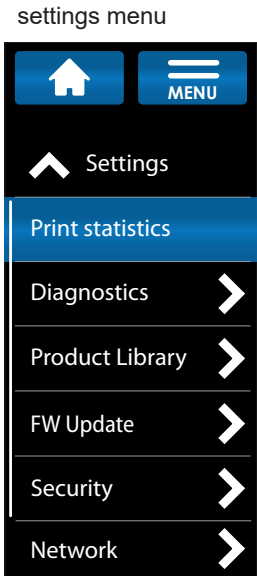 settings menu
MENU
Settings
Print statistics
Diagnostics
Product Library
FW Update
Security
Network